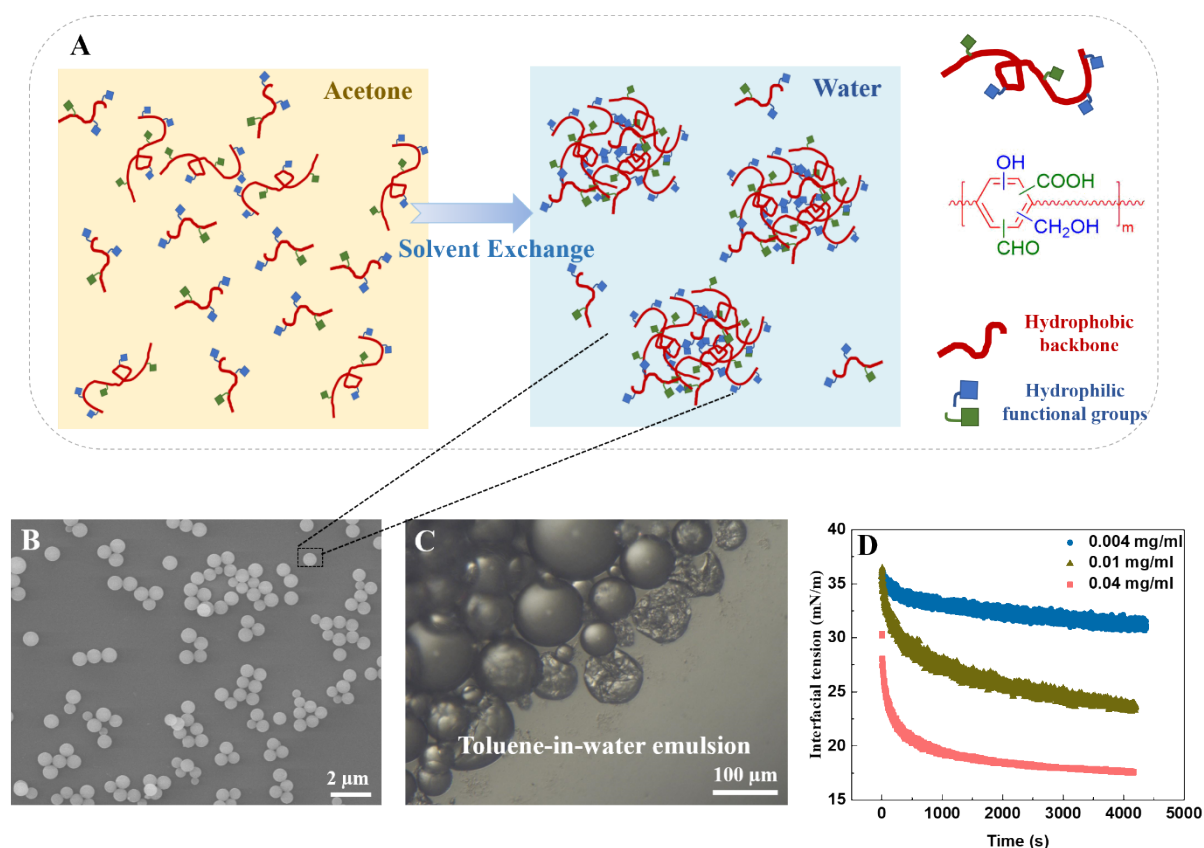 A
Acetone
Water
Solvent Exchange
OH
COOH
CH2OH
CHO
m
Hydrophobic
backbone
Hydrophilic
functional groups
B
2 µm
C
Toluene-in-water emulsion
100 µm
D
0.004 mg/ml
0.01 mg/ml
0.04 mg/ml
Interfacial tension (mN/m)
40
35
30
25
20
15
0 1000 2000 3000 4000 5000
Time (s)